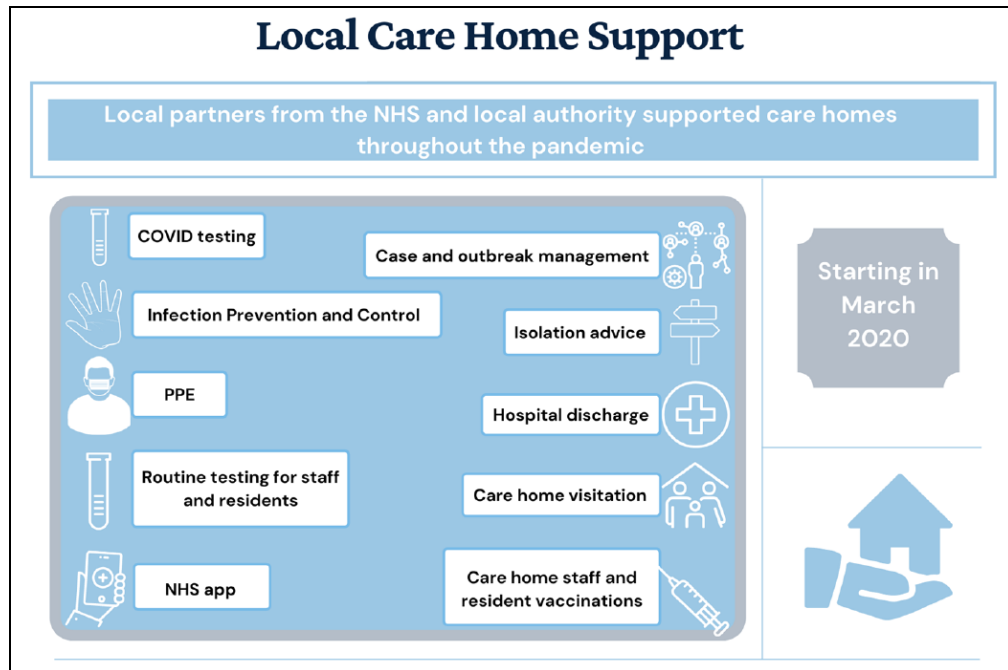 Local Care Home Support
Local partners from the NHS and local authority supported care homes
throughout the pandemic
COVID testing
Infection Prevention and Control
PPE
Routine testing for staff
and residents
NHS app
Case and outbreak management
Isolation advice
Hospital discharge
Care home visitation
Care home staff and
resident vaccinations
Starting in
March
2020